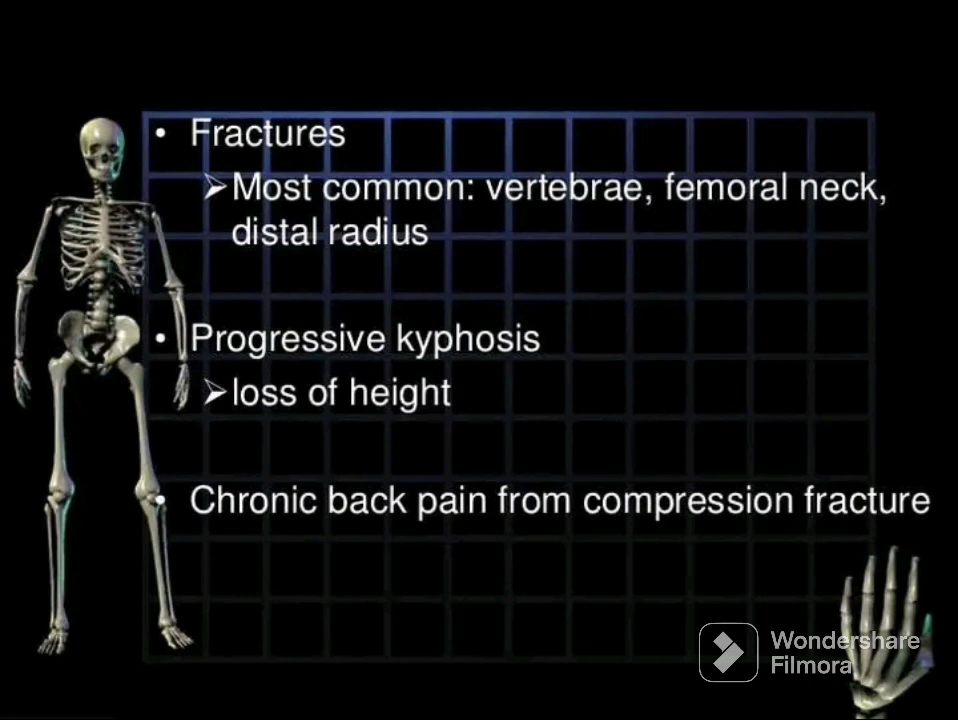 • Fractures
➢Most common: vertebrae, femoral neck,
distal radius
• Progressive kyphosis
➢loss of height
• Chronic back pain from compression fracture
Wondershare
Filmora